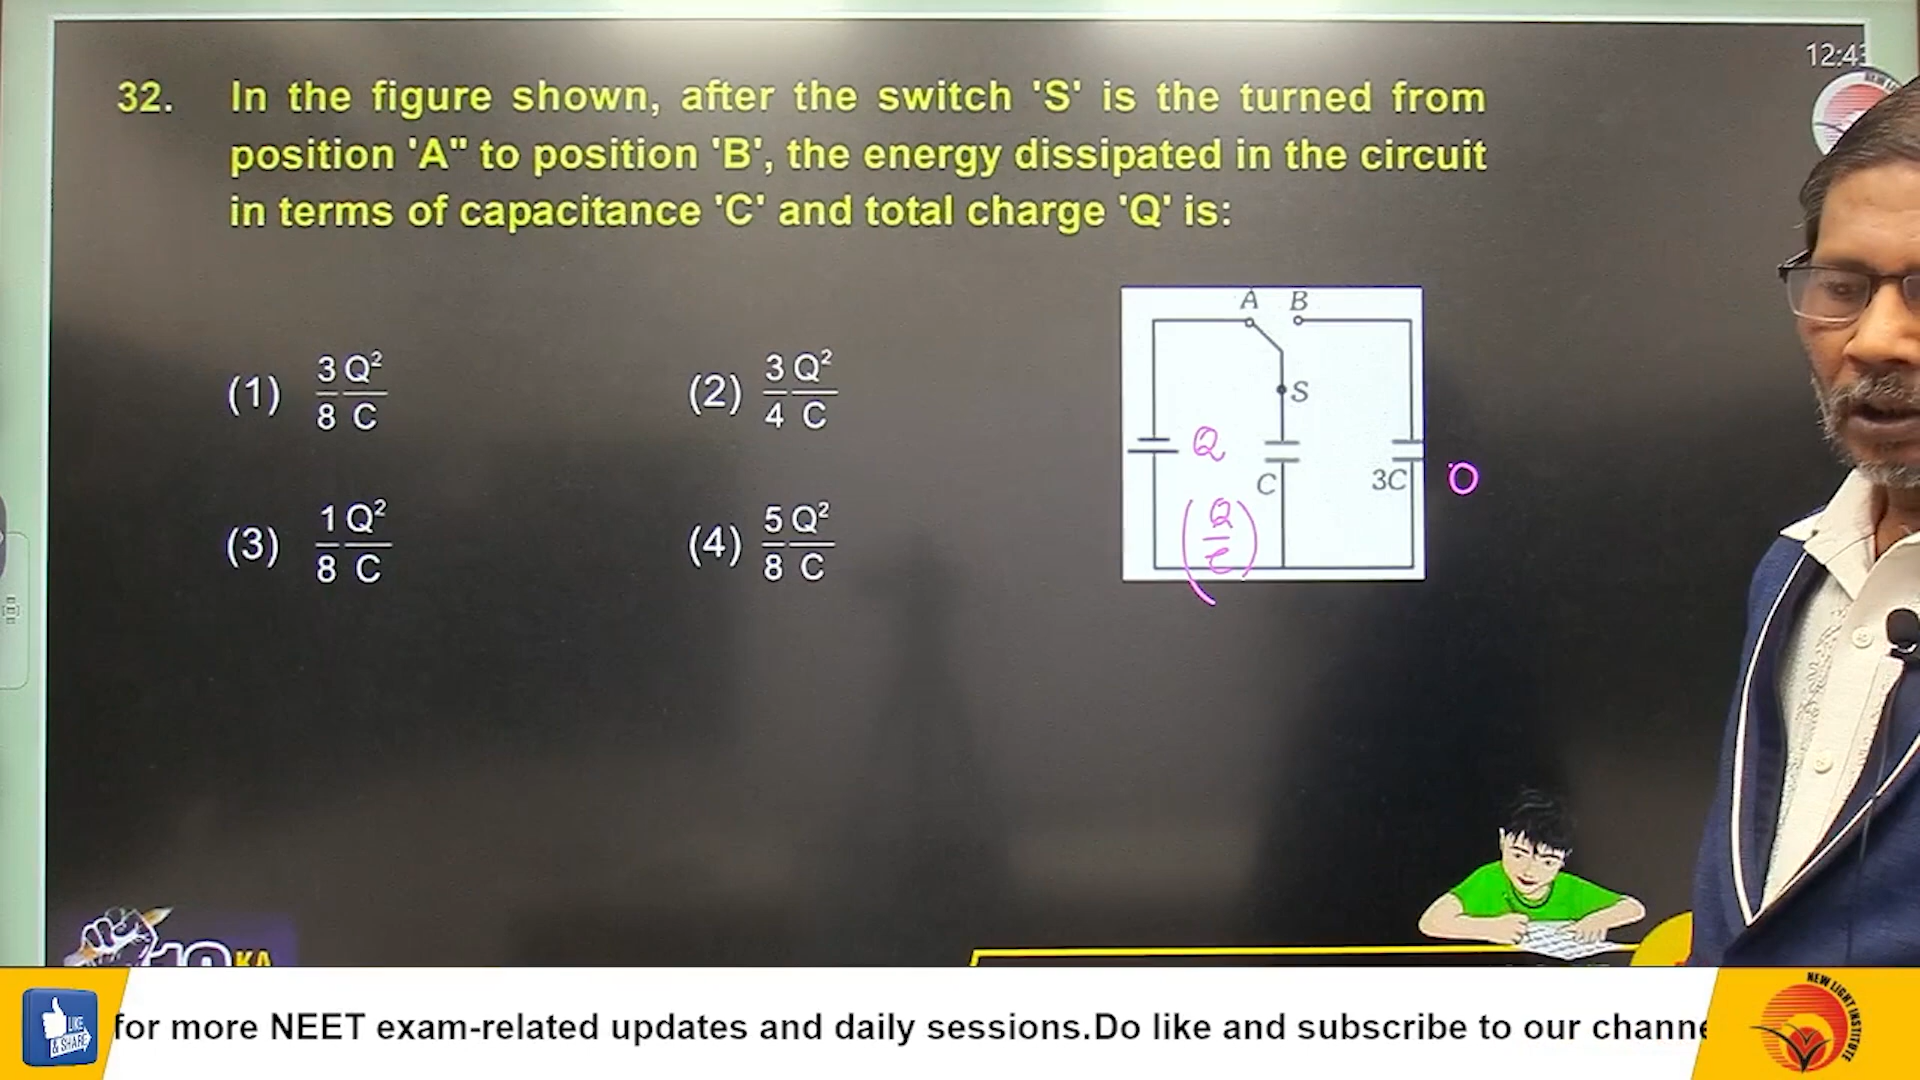 12:43
32. In the figure shown, after the switch 'S' is the turned from
position 'A" to position 'B', the energy dissipated in the circuit
in terms of capacitance 'C' and total charge 'Q' is:
(1) 3/8 Q²/C
(2) 3/4 Q²/C
(3) 1/8 Q²/C
(4) 5/8 Q²/C
A B
S
Q
C
3C
0
(Q/C)
KA
LIKE
& SHARE
for more NEET exam-related updates and daily sessions.Do like and subscribe to our channe
NEW LIGHT INSTITUTE